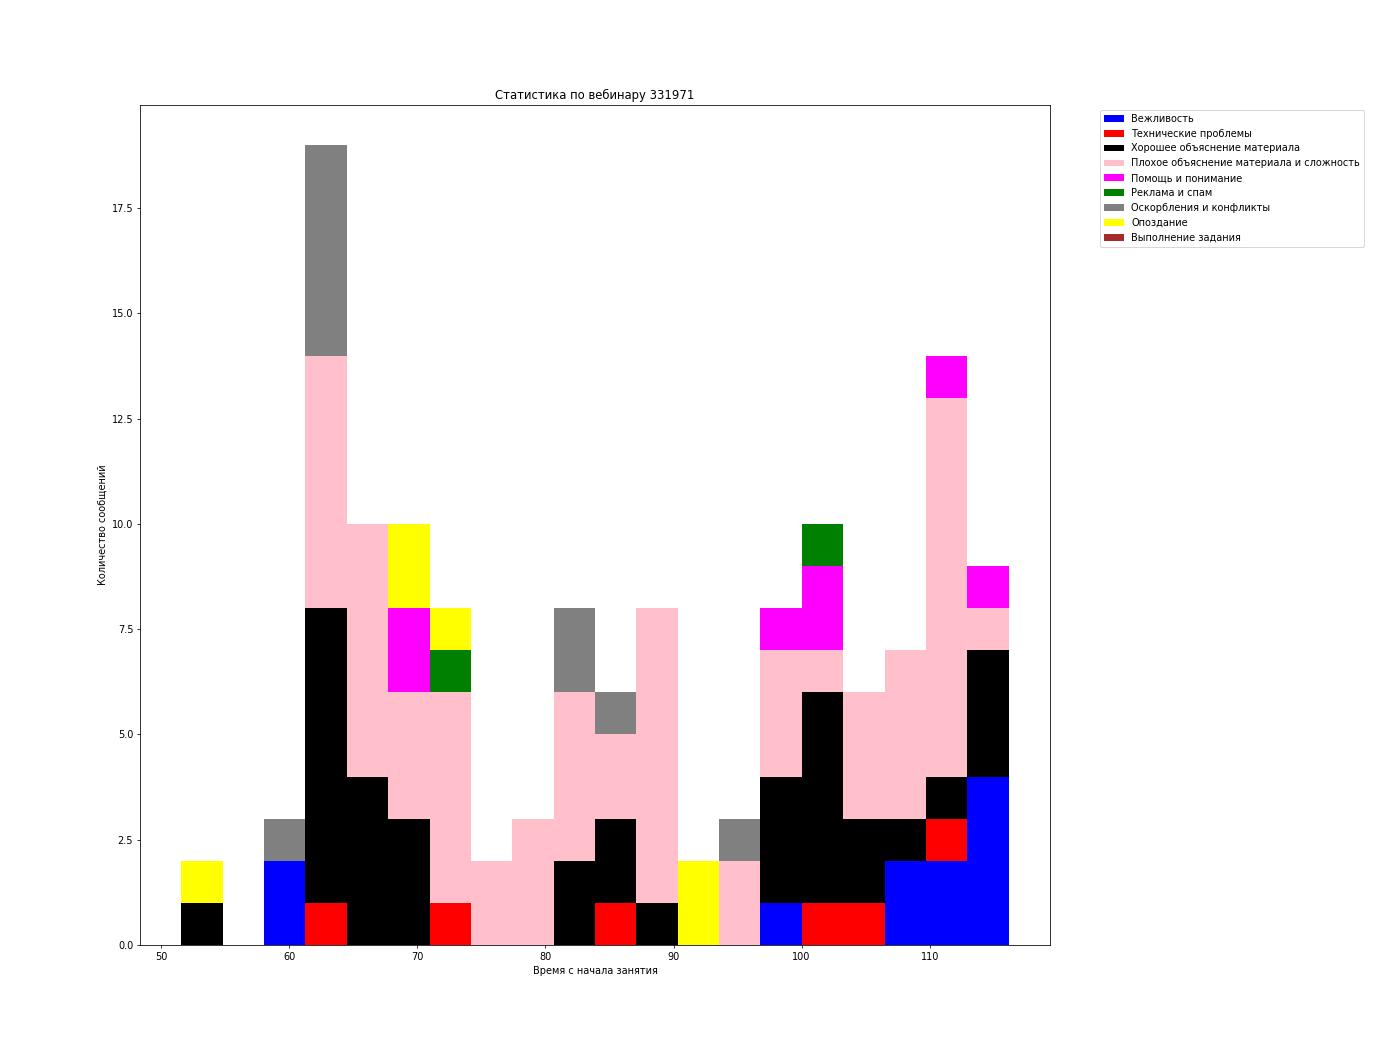 Статистика по вебинару 331971
Вежливость
Технические проблемы
Хорошее объяснение материала
Плохое объяснение материала и сложность
Помощь и понимание
Реклама и спам
Оскорбления и конфликты
Опоздание
Выполнение задания
Количество сообщений
17.5
15.0
12.5
10.0
7.5
5.0
2.5
0.0
50 60 70 80 90 100 110
Время с начала занятия